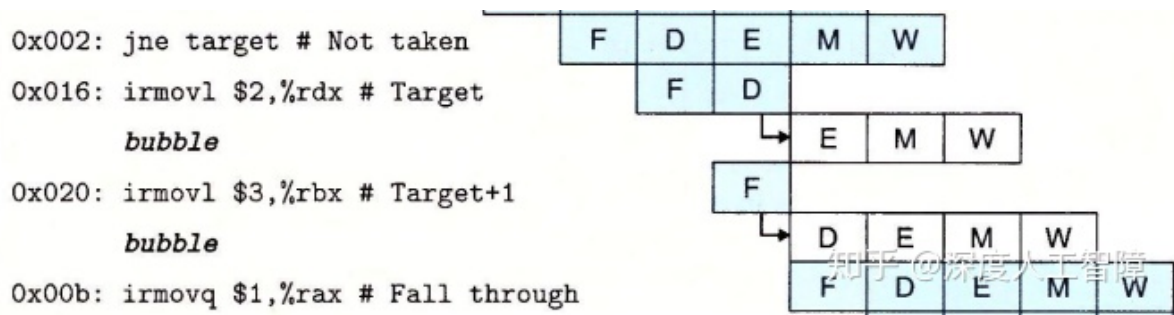 0x002: jne target # Not taken F D E M W
0x016: irmovl $2,%rdx # Target F D
bubble E M W
0x020: irmovl $3,%rbx # Target+1 F
bubble D E M W
0x00b: irmovq $1,%rax # Fall through F D E M W
知乎 @深度人工智障